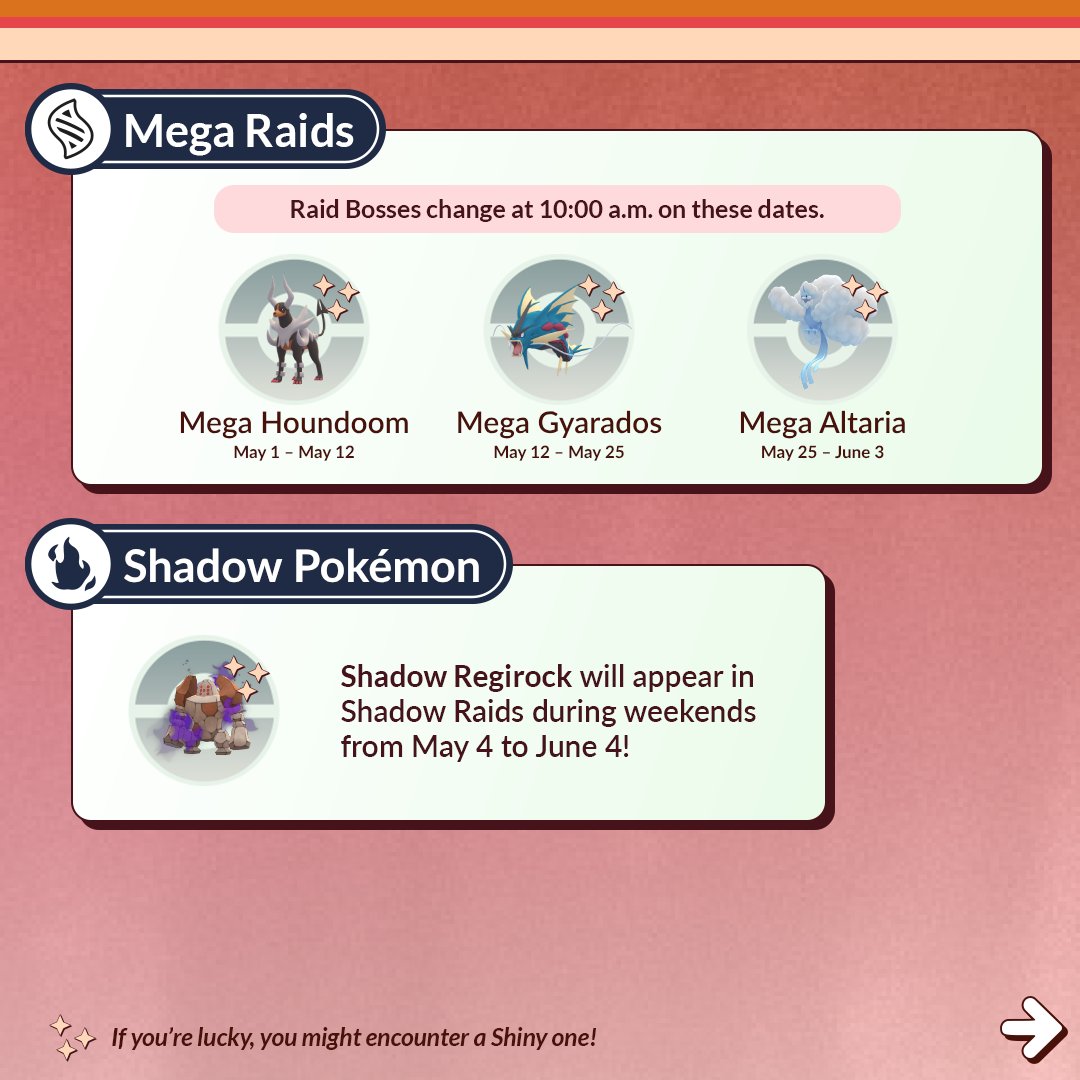 Mega Raids
Raid Bosses change at 10:00 a.m. on these dates.
Mega Houndoom
May 1 – May 12
Mega Gyarados
May 12 – May 25
Mega Altaria
May 25 – June 3
Shadow Pokémon
Shadow Regirock will appear in
Shadow Raids during weekends
from May 4 to June 4!
If you’re lucky, you might encounter a Shiny one!